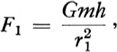 F₁ = Gmh / r₁²,